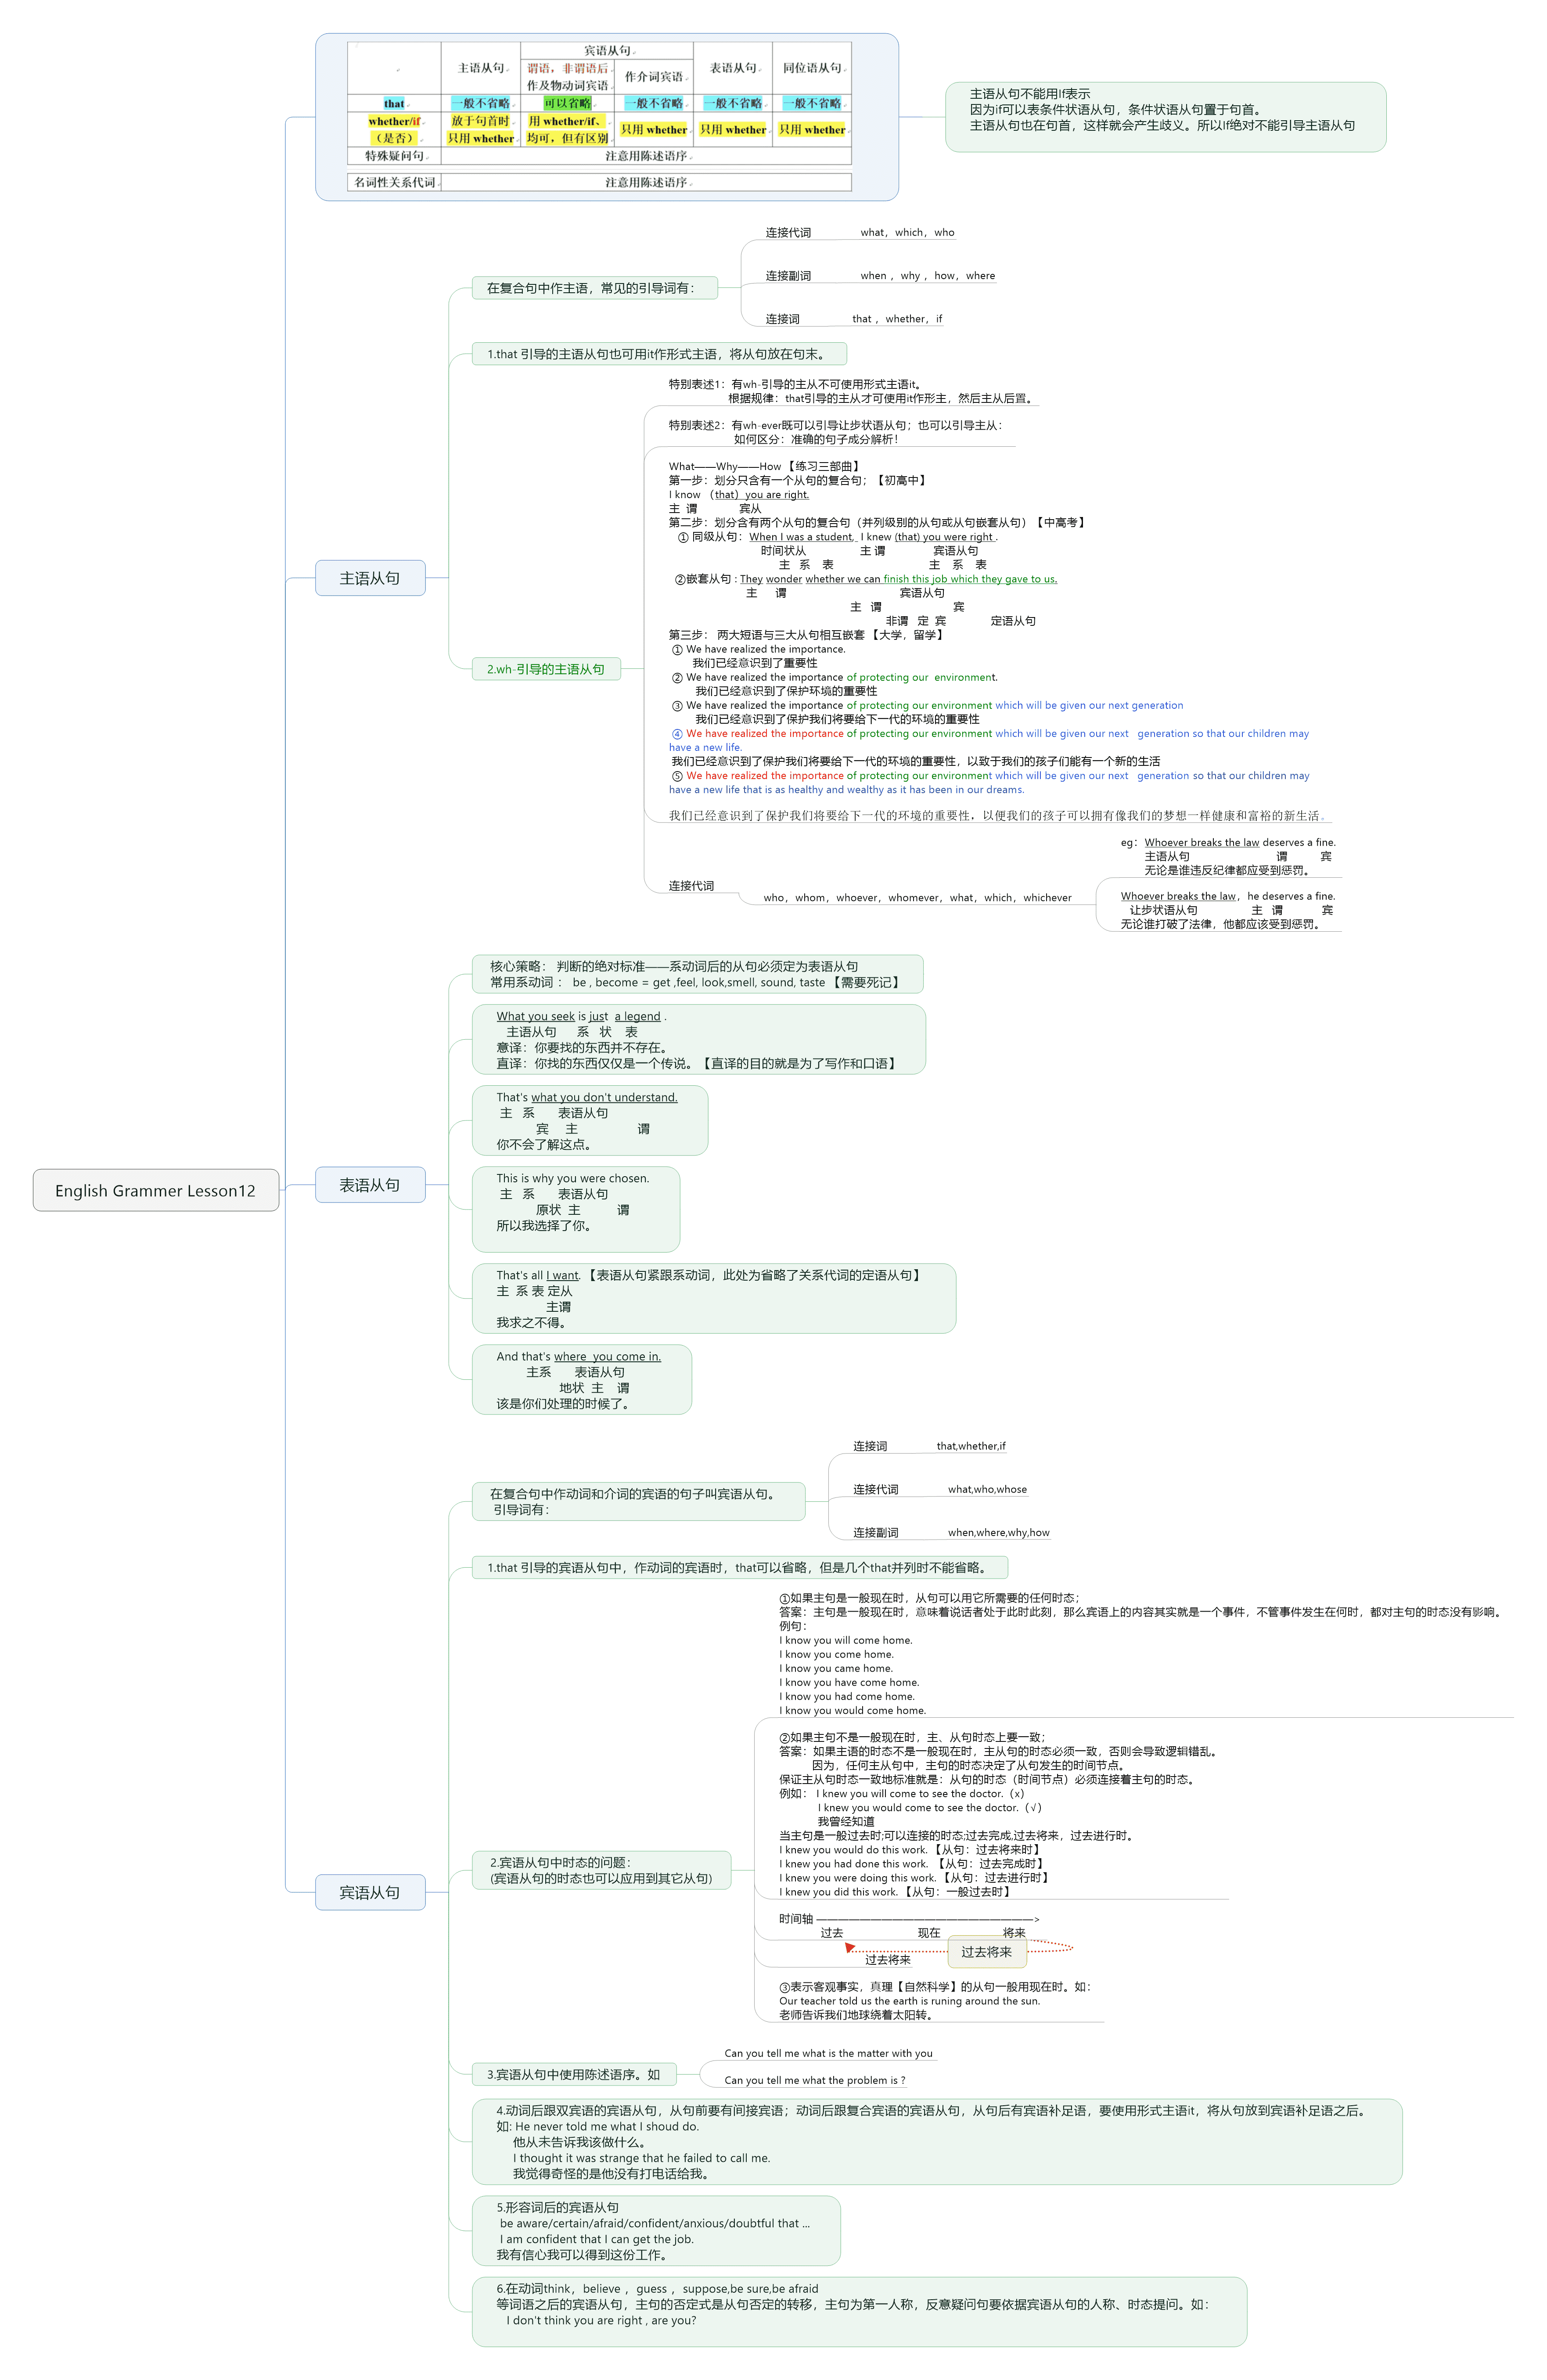 English Grammer Lesson12
主语从句
宾语从句
表语从句
同位语从句
谓语，非谓语后
作及物动词宾语
作介词宾语
that
一般不省略
可以省略
一般不省略
一般不省略
一般不省略
whether/if
（是否）
放于句首时
只用 whether
用 whether/if、
均可，但有区别
只用 whether
只用 whether
只用 whether
特殊疑问句
注意用陈述语序
名词性关系代词
注意用陈述语序
主语从句不能用If表示
因为if可以表条件状语从句，条件状语从句置于句首。
主语从句也在句首，这样就会产生歧义。所以If绝对不能引导主语从句
主语从句
在复合句中作主语，常见的引导词有：
连接代词 what，which，who
连接副词 when ，why ，how，where
连接词 that ，whether，if
1.that 引导的主语从句也可用it作形式主语，将从句放在句末。
2.wh-引导的主语从句
特别表述1：有wh-引导的主从不可使用形式主语it。
根据规律：that引导的主从才可使用it作形主，然后主从后置。
特别表述2：有wh-ever既可以引导让步状语从句；也可以引导主从：
如何区分：准确的句子成分解析！
What——Why——How 【练习三部曲】
第一步：划分只含有一个从句的复合句；【初高中】
I know （that）you are right.
主 谓 宾从
第二步：划分含有两个从句的复合句（并列级别的从句或从句嵌套从句）【中高考】
① 同级从句：When I was a student, I knew (that) you were right .
时间状从 主 谓 宾语从句
主 系 表 主 系 表
②嵌套从句 : They wonder whether we can finish this job which they gave to us.
主 谓 宾语从句
主 谓 宾
非谓 定 宾 定语从句
第三步： 两大短语与三大从句相互嵌套 【大学，留学】
① We have realized the importance.
我们已经意识到了重要性
② We have realized the importance of protecting our environment.
我们已经意识到了保护环境的重要性
③ We have realized the importance of protecting our environment which will be given our next generation
我们已经意识到了保护我们将要给下一代的环境的重要性
④ We have realized the importance of protecting our environment which will be given our next generation so that our children may
have a new life.
我们已经意识到了保护我们将要给下一代的环境的重要性，以致于我们的孩子们能有一个新的生活
⑤ We have realized the importance of protecting our environment which will be given our next generation so that our children may
have a new life that is as healthy and wealthy as it has been in our dreams.
我们已经意识到了保护我们将要给下一代的环境的重要性，以便我们的孩子可以拥有像我们的梦想一样健康和富裕的新生活。
连接代词
who，whom，whoever，whomever，what，which，whichever
eg：Whoever breaks the law deserves a fine.
主语从句 谓 宾
无论是谁违反纪律都应受到惩罚。
Whoever breaks the law，he deserves a fine.
让步状语从句 主 谓 宾
无论谁打破了法律，他都应该受到惩罚。
表语从句
核心策略： 判断的绝对标准——系动词后的从句必须定为表语从句
常用系动词 ： be , become = get ,feel, look,smell, sound, taste 【需要死记】
What you seek is just a legend .
主语从句 系 状 表
意译：你要找的东西并不存在。
直译：你找的东西仅仅是一个传说。【直译的目的就是为了写作和口语】
That's what you don't understand.
主 系 表语从句
宾 主 谓
你不会了解这点。
This is why you were chosen.
主 系 表语从句
原状 主 谓
所以我选择了你。
That's all I want. 【表语从句紧跟系动词，此处为省略了关系代词的定语从句】
主 系 表 定从
主谓
我求之不得。
And that's where you come in.
主系 表语从句
地状 主 谓
该是你们处理的时候了。
宾语从句
在复合句中作动词和介词的宾语的句子叫宾语从句。
引导词有：
连接词 that,whether,if
连接代词 what,who,whose
连接副词 when,where,why,how
1.that 引导的宾语从句中，作动词的宾语时，that可以省略，但是几个that并列时不能省略。
2.宾语从句中时态的问题：
(宾语从句的时态也可以应用到其它从句)
①如果主句是一般现在时，从句可以用它所需要的任何时态；
答案：主句是一般现在时，意味着说话者处于此时此刻，那么宾语上的内容其实就是一个事件，不管事件发生在何时，都对主句的时态没有影响。
例句：
I know you will come home.
I know you come home.
I know you came home.
I know you have come home.
I know you had come home.
I know you would come home.
②如果主句不是一般现在时，主、从句时态上要一致；
答案：如果主语的时态不是一般现在时，主从句的时态必须一致，否则会导致逻辑错乱。
因为，任何主从句中，主句的时态决定了从句发生的时间节点。
保证主从句时态一致地标准就是：从句的时态（时间节点）必须连接着主句的时态。
例如： I knew you will come to see the doctor.（x）
I knew you would come to see the doctor.（√）
我曾经知道
当主句是一般过去时;可以连接的时态;过去完成,过去将来，过去进行时。
I knew you would do this work. 【从句：过去将来时】
I knew you had done this work. 【从句：过去完成时】
I knew you were doing this work. 【从句：过去进行时】
I knew you did this work. 【从句：一般过去时】
时间轴 ————————————————————>
过去 现在 将来
过去将来
过去将来
③表示客观事实，真理【自然科学】的从句一般用现在时。如：
Our teacher told us the earth is runing around the sun.
老师告诉我们地球绕着太阳转。
3.宾语从句中使用陈述语序。如
Can you tell me what is the matter with you
Can you tell me what the problem is ?
4.动词后跟双宾语的宾语从句，从句前要有间接宾语；动词后跟复合宾语的宾语从句，从句后有宾语补足语，要使用形式主语it，将从句放到宾语补足语之后。
如: He never told me what I shoud do.
他从未告诉我该做什么。
I thought it was strange that he failed to call me.
我觉得奇怪的是他没有打电话给我。
5.形容词后的宾语从句
be aware/certain/afraid/confident/anxious/doubtful that ...
I am confident that I can get the job.
我有信心我可以得到这份工作。
6.在动词think，believe ，guess ，suppose,be sure,be afraid
等词语之后的宾语从句，主句的否定式是从句否定的转移，主句为第一人称，反意疑问句要依据宾语从句的人称、时态提问。如：
I don't think you are right , are you?